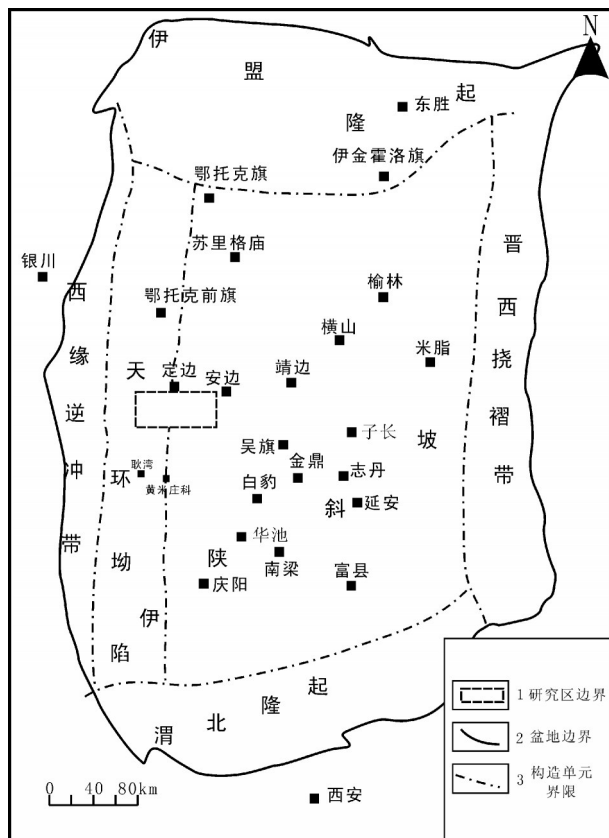 N
伊
盟
隆
起
东胜
伊金霍洛旗
鄂托克旗
苏里格庙
银川
鄂托克前旗
榆林
横山
米脂
定边
安边
靖边
子长
吴旗
金鼎
志丹
耿湾
黄米庄科
白豹
延安
华池
南梁
庆阳
富县
西缘逆冲带
天环坳陷
伊陕斜坡
晋西挠褶带
渭北隆起
西安
0 40 80km
1 研究区边界
2 盆地边界
3 构造单元
界限